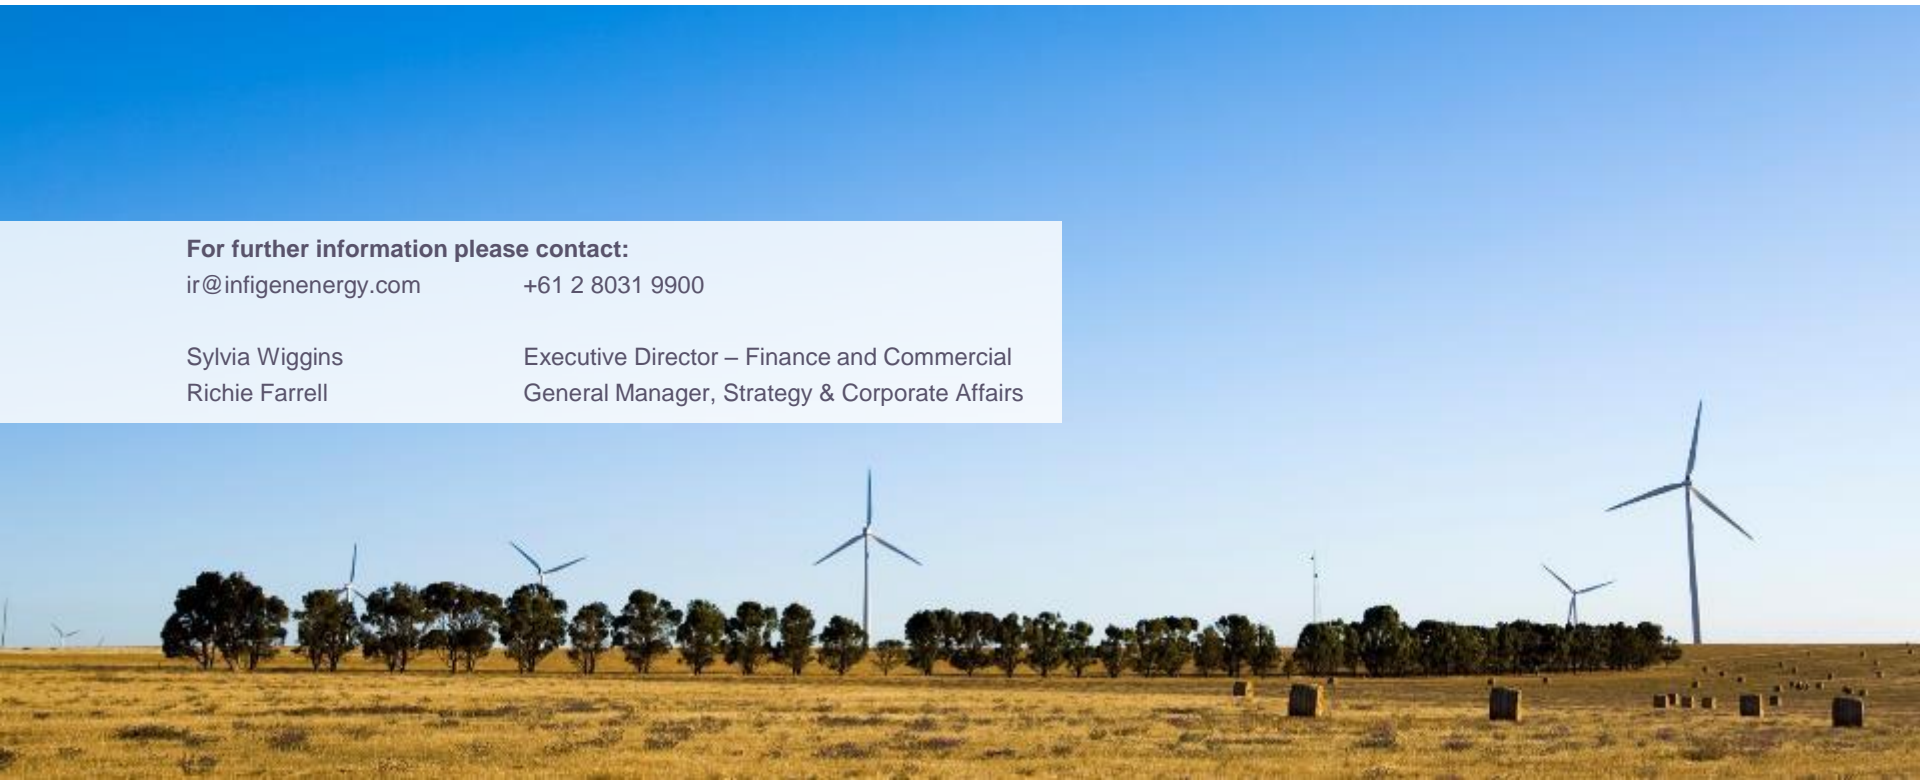 For further information please contact:
ir@infigenenergy.com +61 2 8031 9900
Sylvia Wiggins Executive Director – Finance and Commercial
Richie Farrell General Manager, Strategy & Corporate Affairs